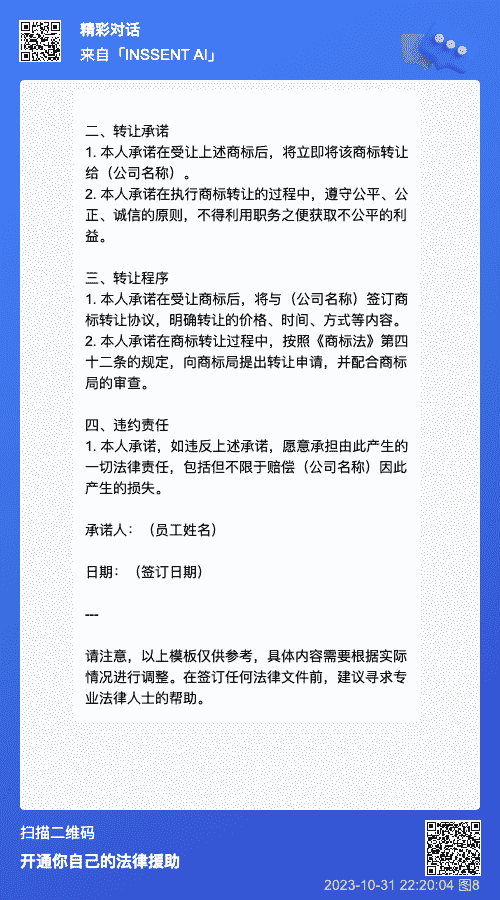 精彩对话
来自「INSSENT AI」
二、转让承诺
1. 本人承诺在受让上述商标后，将立即将该商标转让
给（公司名称）。
2. 本人承诺在执行商标转让的过程中，遵守公平、公
正、诚信的原则，不得利用职务之便获取不公平的利
益。
三、转让程序
1. 本人承诺在受让商标后，将与（公司名称）签订商
标转让协议，明确转让的价格、时间、方式等内容。
2. 本人承诺在商标转让过程中，按照《商标法》第四
十二条的规定，向商标局提出转让申请，并配合商标
局的审查。
四、违约责任
1. 本人承诺，如违反上述承诺，愿意承担由此产生的
一切法律责任，包括但不限于赔偿（公司名称）因此
产生的损失。
承诺人：（员工姓名）
日期：（签订日期）
---
请注意，以上模板仅供参考，具体内容需要根据实际
情况进行调整。在签订任何法律文件前，建议寻求专
业法律人士的帮助。
扫描二维码
开通你自己的法律援助
2023-10-31 22:20:04 图8